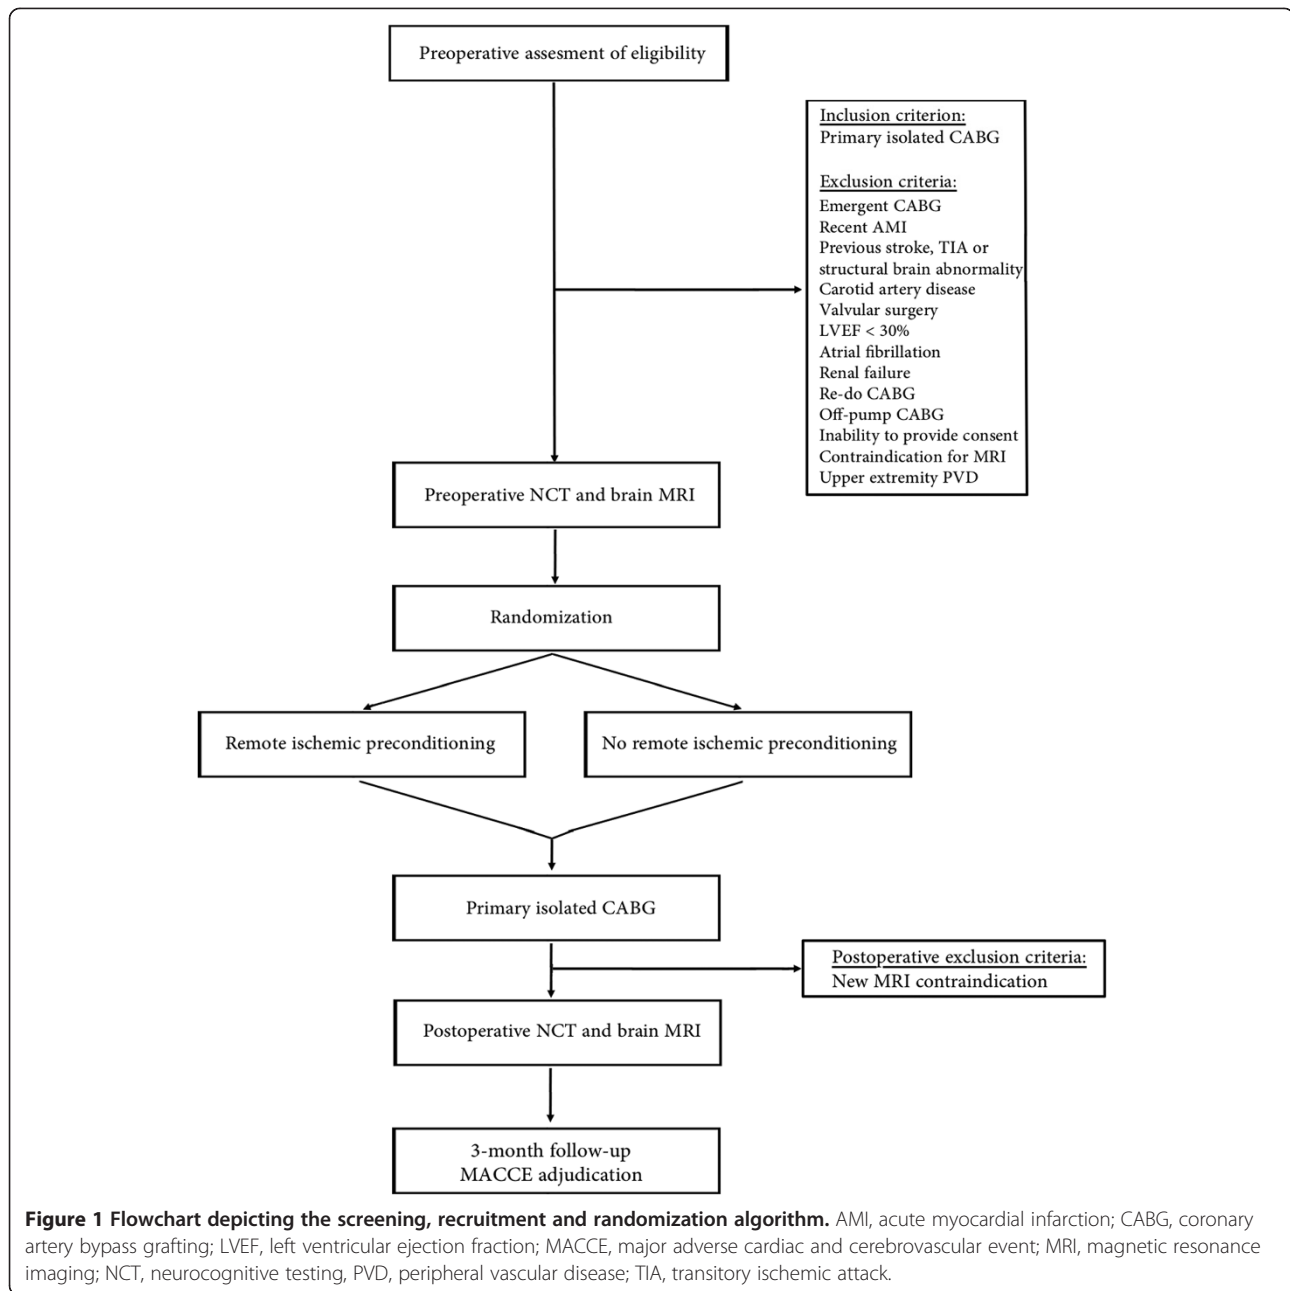 Preoperative assesment of eligibility
Inclusion criterion:
Primary isolated CABG
Exclusion criteria:
Emergent CABG
Recent AMI
Previous stroke, TIA or
structural brain abnormality
Carotid artery disease
Valvular surgery
LVEF < 30%
Atrial fibrillation
Renal failure
Re-do CABG
Off-pump CABG
Inability to provide consent
Contraindication for MRI
Upper extremity PVD
Preoperative NCT and brain MRI
Randomization
Remote ischemic preconditioning
No remote ischemic preconditioning
Primary isolated CABG
Postoperative exclusion criteria:
New MRI contraindication
Postoperative NCT and brain MRI
3-month follow-up
MACCE adjudication
Figure 1 Flowchart depicting the screening, recruitment and randomization algorithm. AMI, acute myocardial infarction; CABG, coronary
artery bypass grafting; LVEF, left ventricular ejection fraction; MACCE, major adverse cardiac and cerebrovascular event; MRI, magnetic resonance
imaging; NCT, neurocognitive testing, PVD, peripheral vascular disease; TIA, transitory ischemic attack.